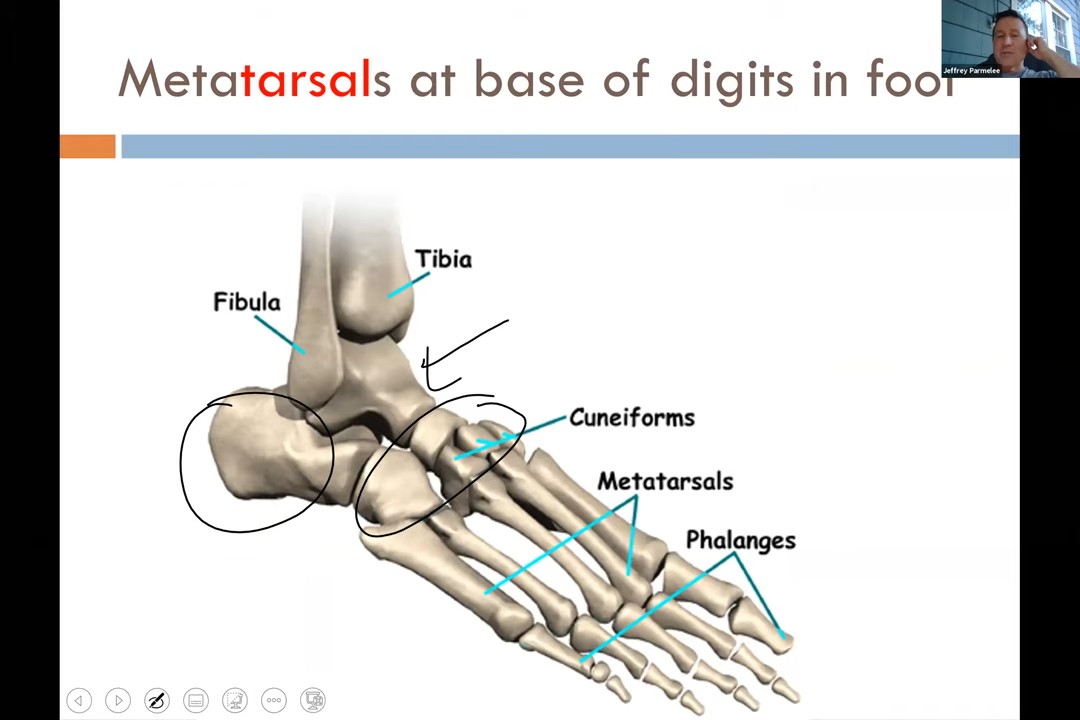 Jeffrey Parmelee
Metatarsals at base of digits in foot
Tibia
Fibula
Cuneiforms
Metatarsals
Phalanges